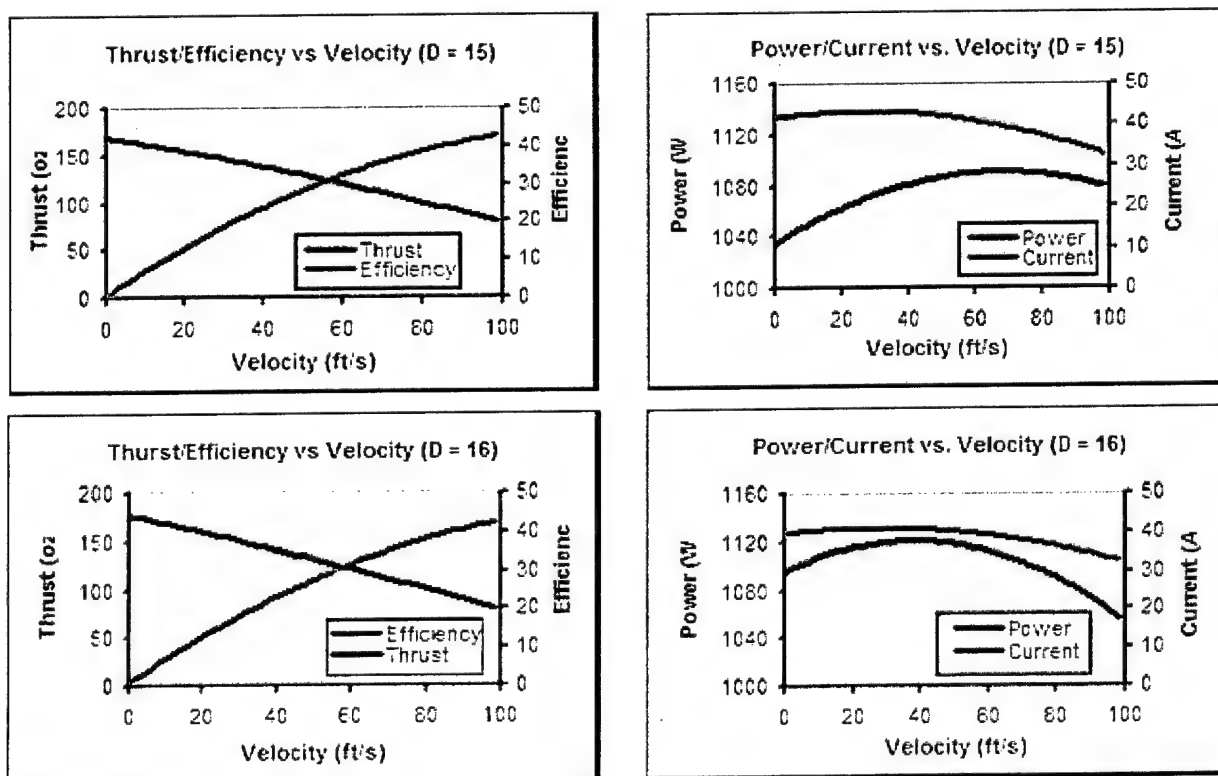 Thrust/Efficiency vs Velocity (D = 15)
200
150
100
50
0
Thrust (oz
50
40
30
20
10
0
Efficienc
Thrust
Efficiency
0 20 40 60 80 100
Velocity (ft/s)
Power/Current vs. Velocity (D = 15)
1160
1120
1080
1040
1000
Power (W
50
40
30
20
10
0
Current (A
Power
Current
0 20 40 60 80 100
Velocity (ft/s)
Thurst/Efficiency vs Velocity (D = 16)
200
150
100
50
0
Thrust (oz
50
40
30
20
10
0
Efficienc
Efficiency
Thrust
0 20 40 60 80 100
Velocity (ft/s)
Power/Current vs. Velocity (D = 16)
1160
1120
1080
1040
1000
Power (W
50
40
30
20
10
0
Current (A
Power
Current
0 20 40 60 80 100
Velocity (ft/s)